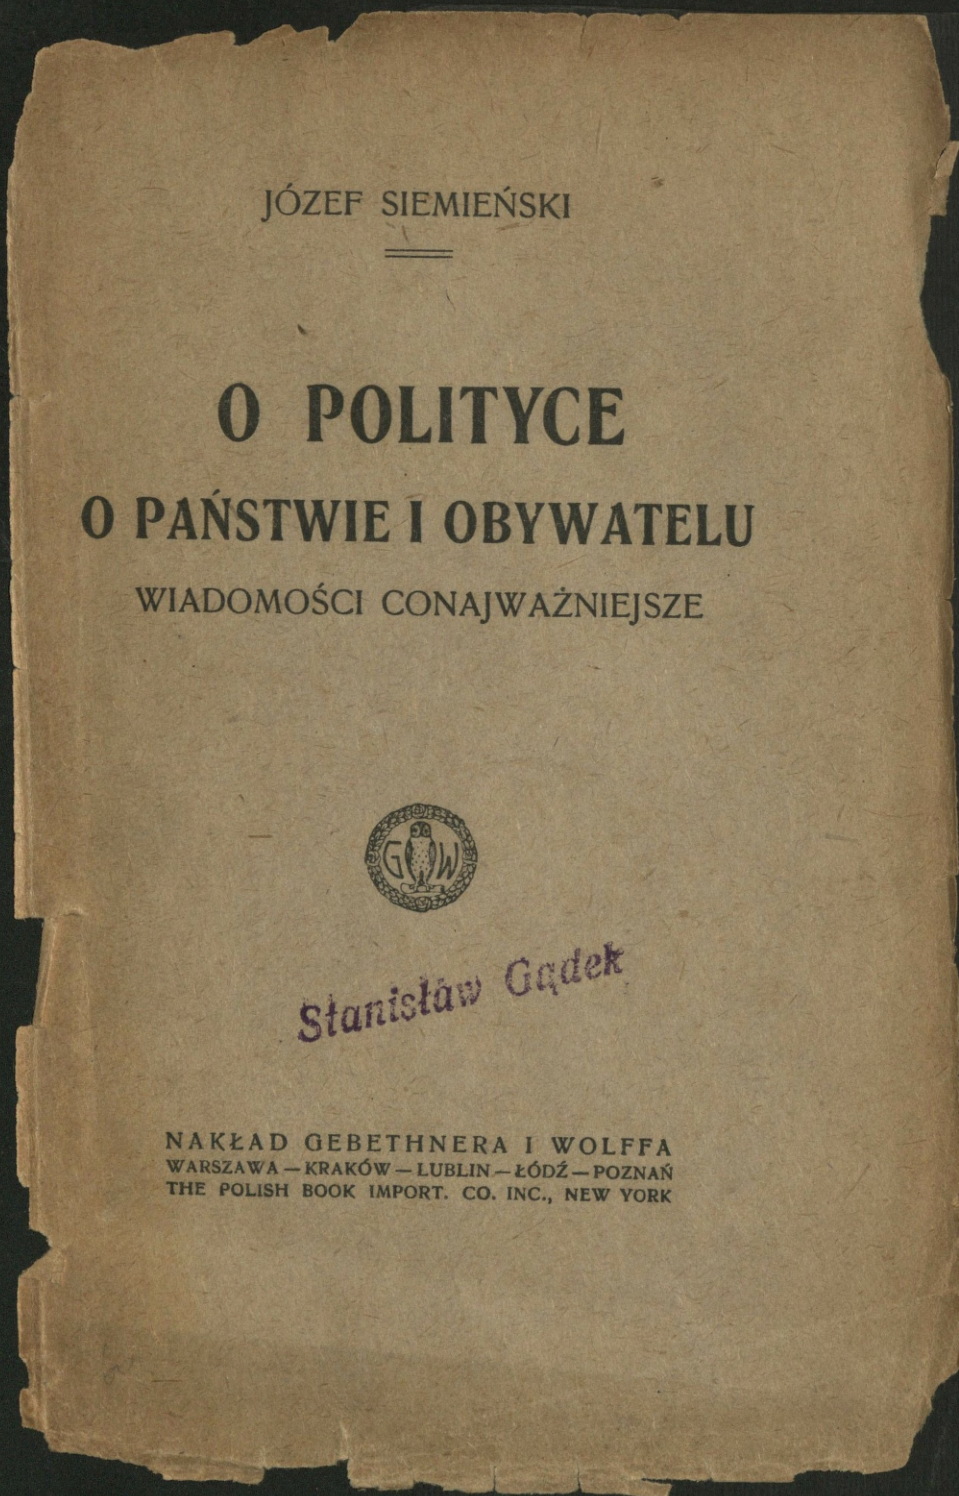 JÓZEF SIEMIEŃSKI
O POLITYCE
O PAŃSTWIE I OBYWATELU
WIADOMOŚCI CONAJWAŻNIEJSZE
G W
Stanisław Gądek
NAKŁAD GEBETHNERA I WOLFFA
WARSZAWA — KRAKÓW — LUBLIN — ŁÓDŹ — POZNAŃ
THE POLISH BOOK IMPORT. CO. INC., NEW YORK